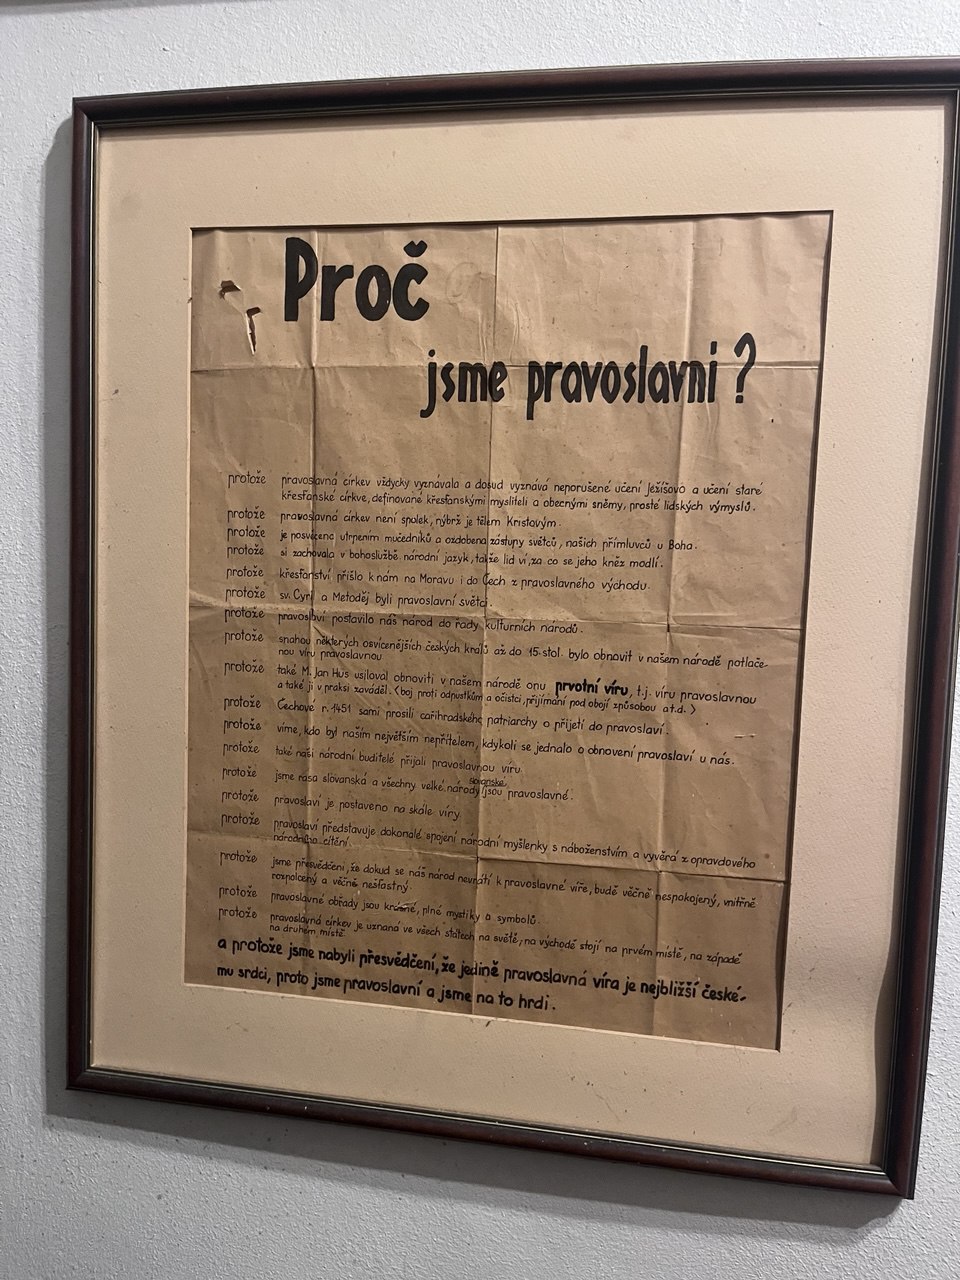 Proč
jsme pravoslavni ?
protože pravoslavná církev vždycky vyznávala a dosud vyznává neporušené učení Ježíšovo a učení staré
křesťanské církve, definované křesťanskými mysliteli a obecnými sněmy, prosté lidských výmyslů.
protože pravoslavná církev není spolek, nýbrž je tělem Kristovým.
protože je posvěcena utrpením mučedníků a ozdobena zástupy světců, našich přímluvců u Boha.
protože si zachovala v bohoslužbě národní jazyk, takže lid ví, za co se jeho kněz modlí.
protože křesťanství přišlo k nám na Moravu i do Čech z pravoslavného východu.
protože sv. Cyril a Metoděj byli pravoslavní světci.
protože pravosloví postavilo náš národ do řady kulturních národů.
protože snahou některých osvícenějších českých králů až do 15. stol. bylo obnovit v našem národě potlače-
nou víru pravoslavnou
protože také M. Jan Hus usiloval obnoviti v našem národě onu prvotní víru, t.j. víru pravoslavnou
a také ji v praksi zaváděl. (boj proti odpustkům a očistci, přijímání pod obojí způsobou a t.d. )
protože Čechové r. 1451 sami prosili cařihradského patriarchy o přijetí do pravoslaví.
protože víme, kdo byl naším největším nepřítelem, kdykoli se jednalo o obnovení pravoslaví u nás.
protože také naši národní buditelé přijali pravoslavnou víru.
protože jsme rasa slovanská a všechny velké národy slovanské jsou pravoslavné.
protože pravoslaví je postaveno na skále víry.
protože pravoslaví představuje dokonalé spojení národní myšlenky s náboženstvím a vyvěrá z opravdového
národního cítění.
protože jsme přesvědčeni, že dokud se náš národ nevrátí k pravoslavné víře, bude věčně nespokojený, vnitřně
rozpolcený a věčně nešťastný.
protože pravoslavné obřady jsou krásné, plné mystiky a symbolů.
protože pravoslavná církev je uznaná ve všech státech na světě, na východě stojí na prvém místě, na západě
na druhém místě.
a protože jsme nabyli přesvědčení, že jedině pravoslavná víra je nejbližší české-
mu srdci, proto jsme pravoslavní a jsme na to hrdi.